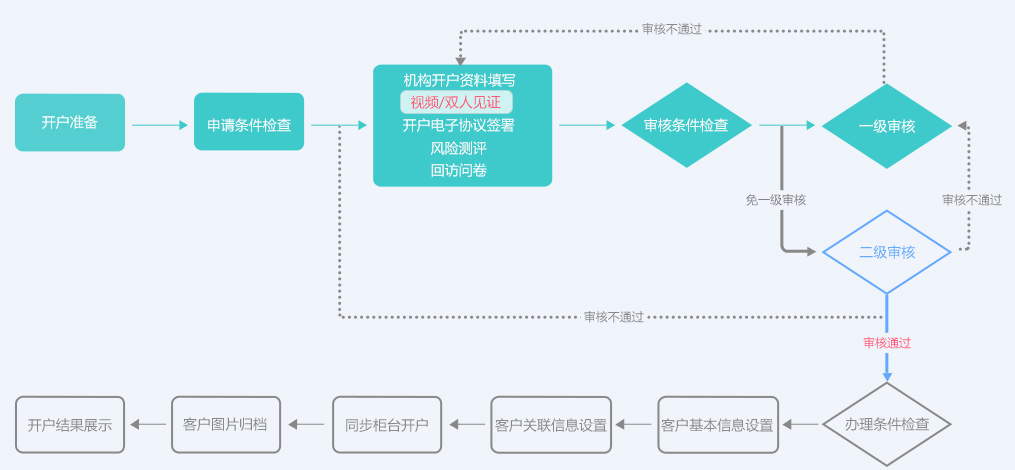 审核不通过
开户准备
申请条件检查
机构开户资料填写
视频/双人见证
开户电子协议签署
风险测评
回访问卷
审核条件检查
一级审核
免一级审核
审核不通过
二级审核
审核不通过
审核通过
开户结果展示
客户图片归档
同步柜台开户
客户关联信息设置
客户基本信息设置
办理条件检查